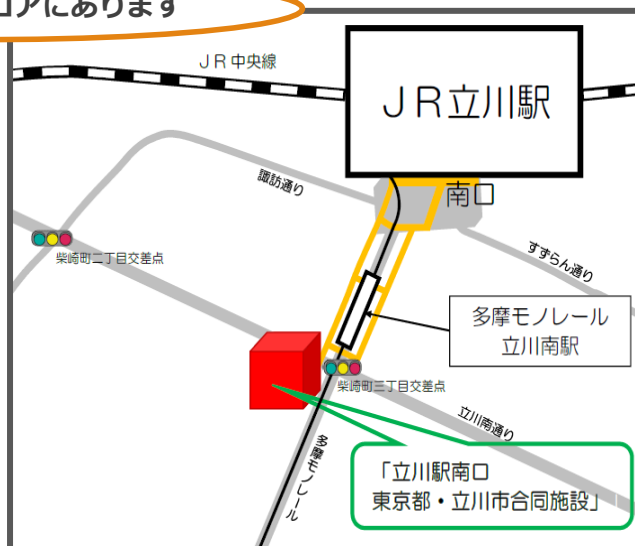 コアにあります
ＪＲ中央線
ＪＲ立川駅
諏訪通り
南口
すずらん通り
柴崎町二丁目交差点
多摩モノレール
立川南駅
柴崎町三丁目交差点
立川南通り
多摩モノレール
「立川駅南口
東京都・立川市合同施設」